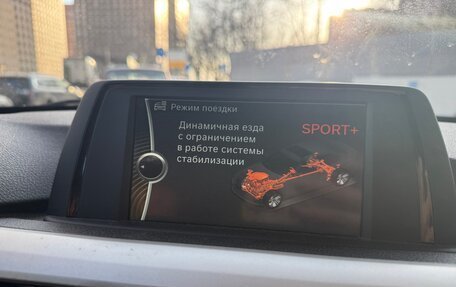 Режим поездки
Динамичная езда
с ограничением
в работе системы
стабилизации
SPORT+